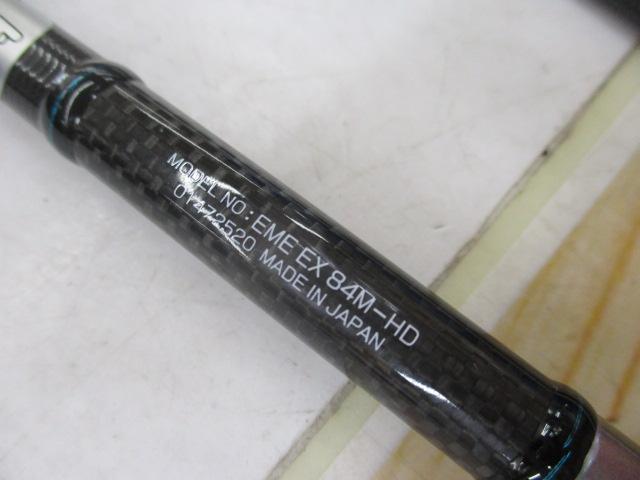 MODEL NO: EME EX 84M-HD
01472520 MADE IN JAPAN